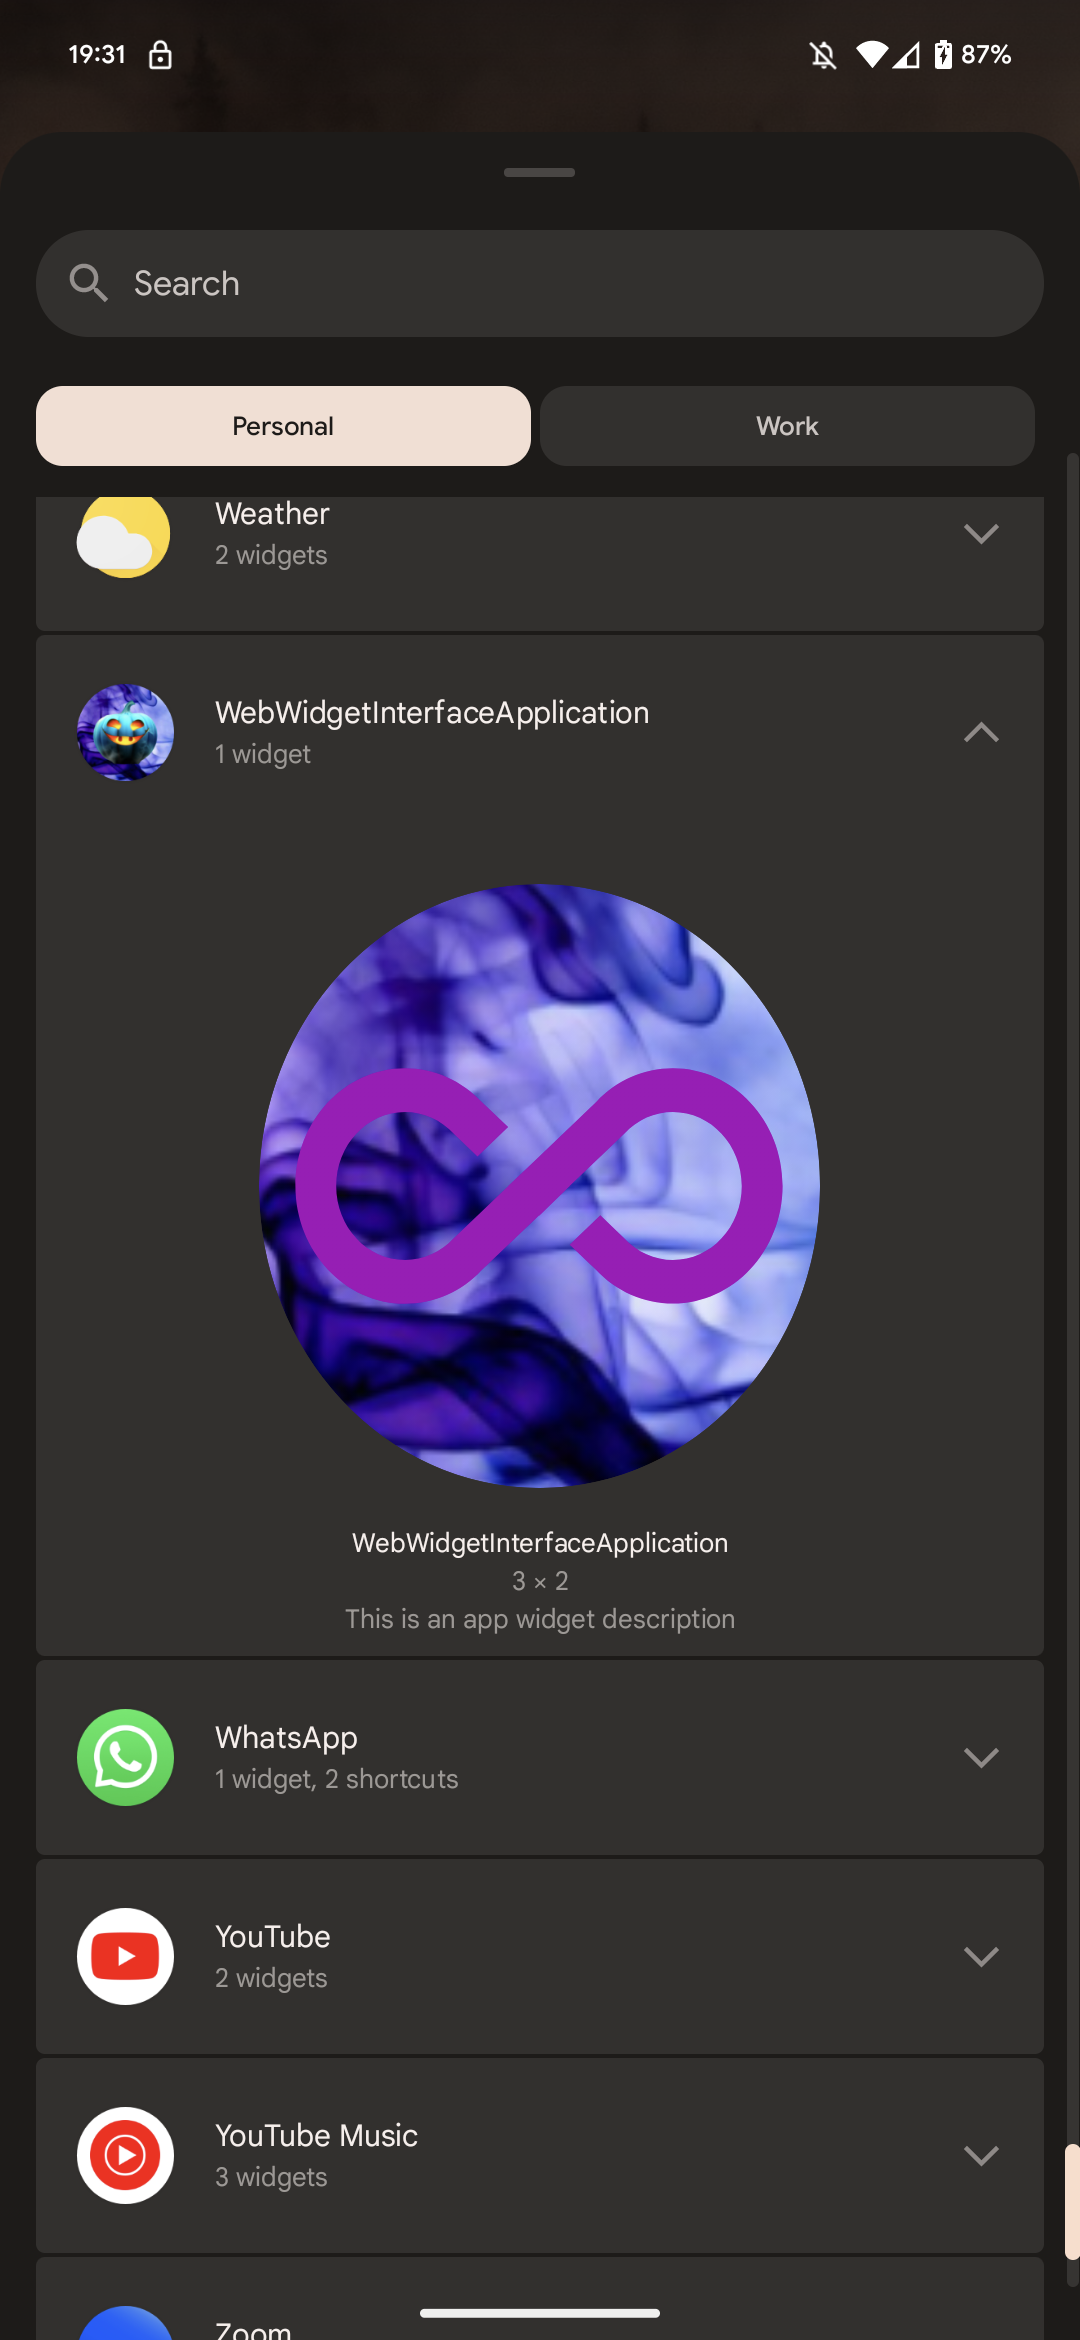 19:31
87%
Search
Personal
Work
Weather
2 widgets
WebWidgetInterfaceApplication
1 widget
WebWidgetInterfaceApplication
3 × 2
This is an app widget description
WhatsApp
1 widget, 2 shortcuts
YouTube
2 widgets
YouTube Music
3 widgets
Zoom